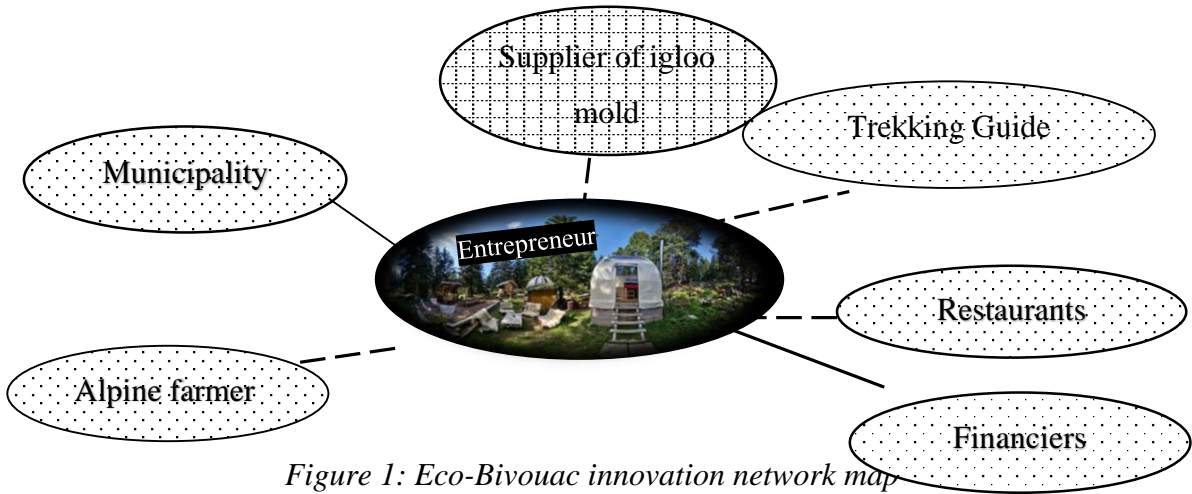 Supplier of igloo
mold
Trekking Guide
Municipality
Entrepreneur
Restaurants
Alpine farmer
Financiers
Figure 1: Eco-Bivouac innovation network map